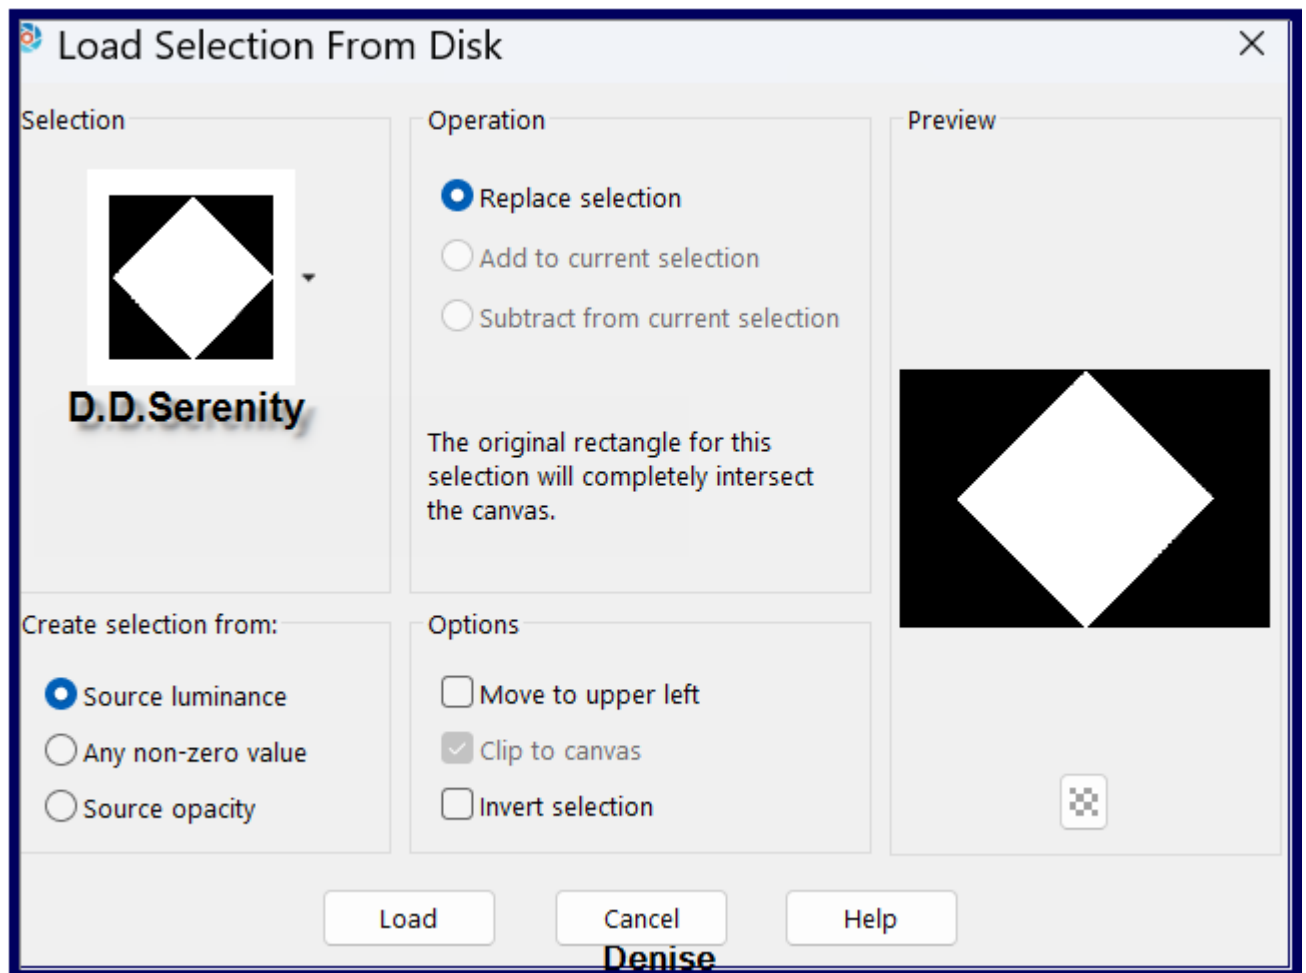 Load Selection From Disk
Selection
D.D.Serenity
Operation
Replace selection
Add to current selection
Subtract from current selection
The original rectangle for this
selection will completely intersect
the canvas.
Preview
Create selection from:
Source luminance
Any non-zero value
Source opacity
Options
Move to upper left
Clip to canvas
Invert selection
Load
Cancel
Help
Denise